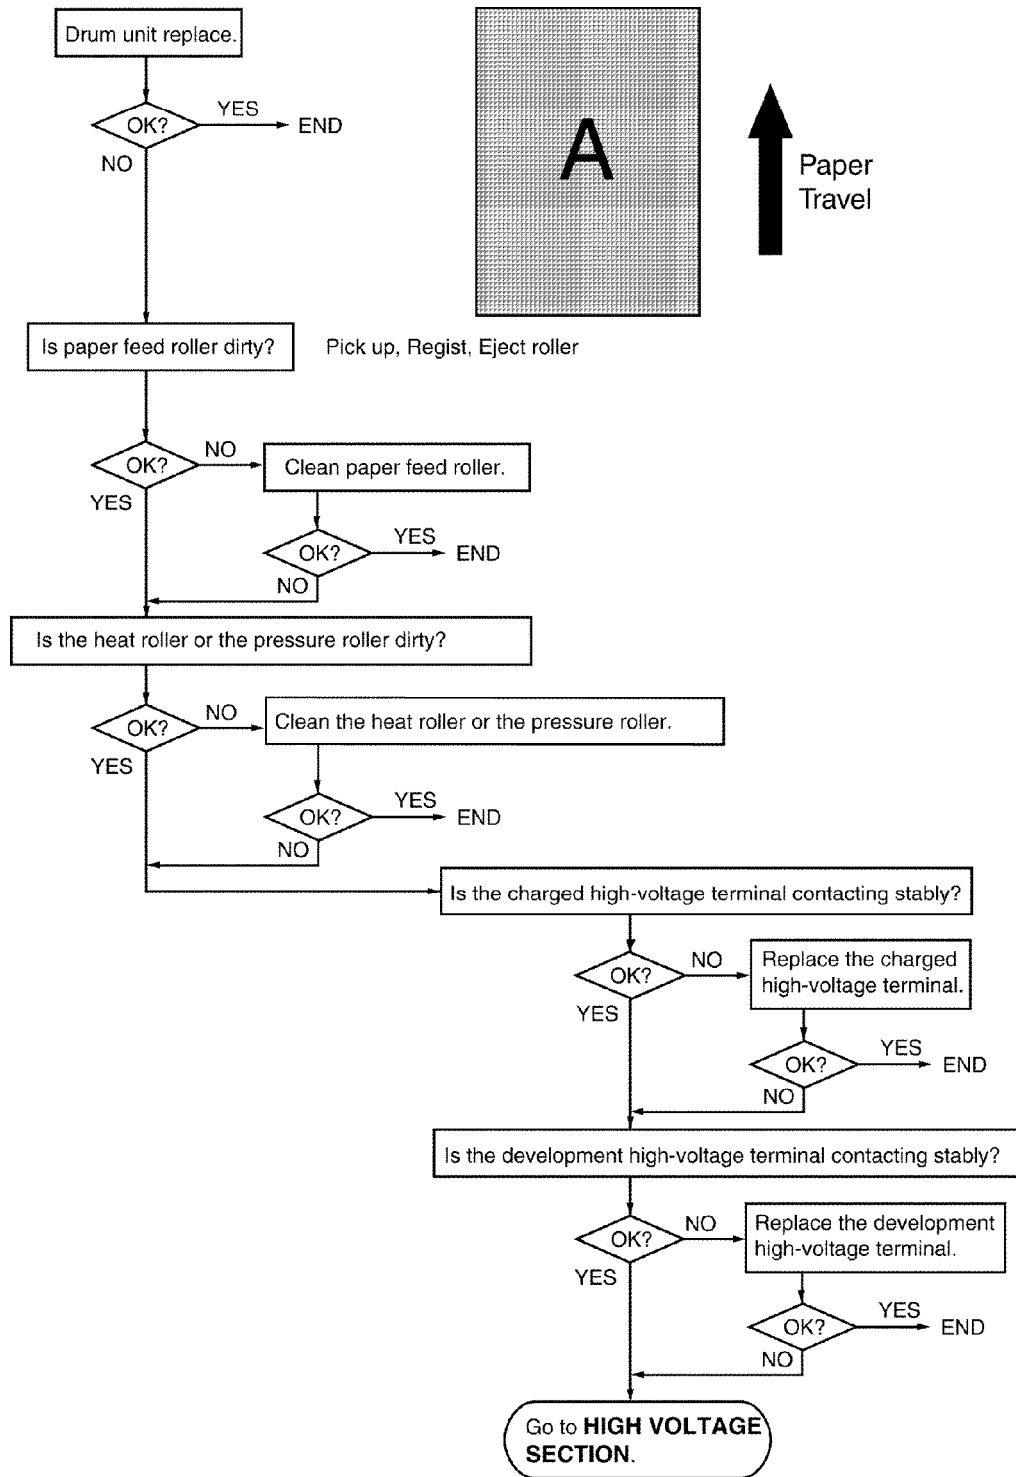 Drum unit replace.
OK?
YES
END
NO
A
Paper
Travel
Is paper feed roller dirty?
Pick up, Regist, Eject roller
OK?
NO
Clean paper feed roller.
YES
OK?
YES
END
NO
Is the heat roller or the pressure roller dirty?
OK?
NO
Clean the heat roller or the pressure roller.
YES
OK?
YES
END
NO
Is the charged high-voltage terminal contacting stably?
OK?
NO
Replace the charged
high-voltage terminal.
YES
OK?
YES
END
NO
Is the development high-voltage terminal contacting stably?
OK?
NO
Replace the development
high-voltage terminal.
YES
OK?
YES
END
NO
Go to HIGH VOLTAGE
SECTION.